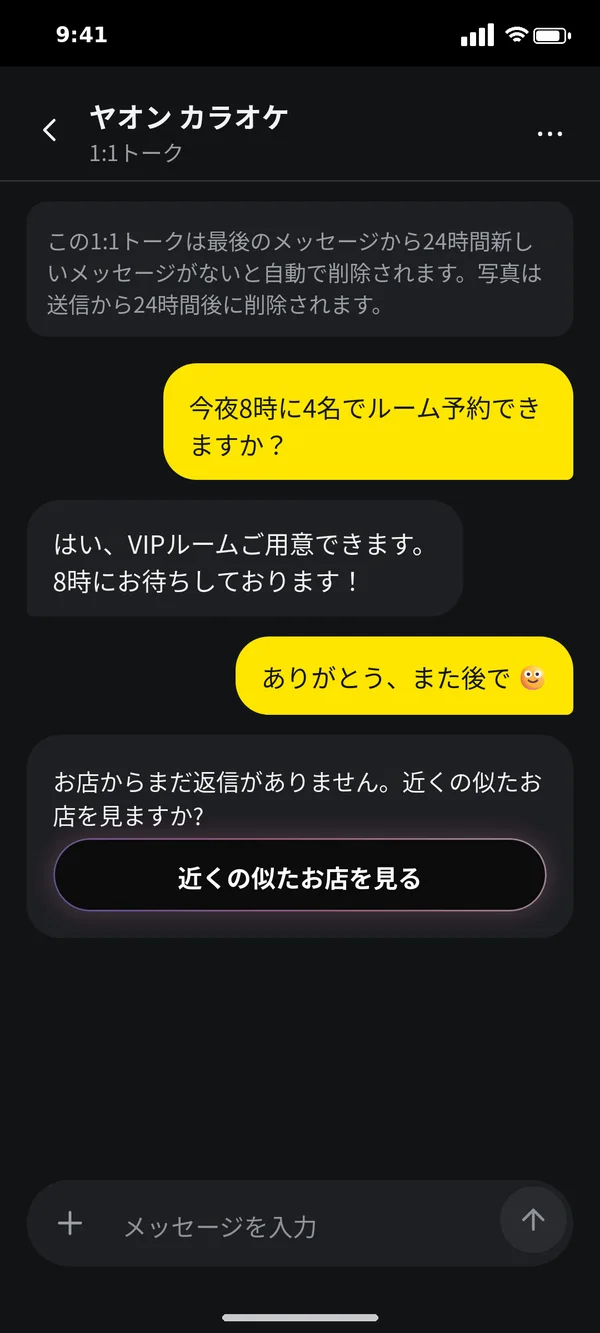 9:41
ヤオン カラオケ
1:1トーク
この1:1トークは最後のメッセージから24時間新し
いメッセージがないと自動で削除されます。写真は
送信から24時間後に削除されます。
今夜8時に4名でルーム予約でき
ますか？
はい、VIPルームご用意できます。
8時にお待ちしております！
ありがとう、また後で 🙂
お店からまだ返信がありません。近くの似たお
店を見ますか?
近くの似たお店を見る
メッセージを入力